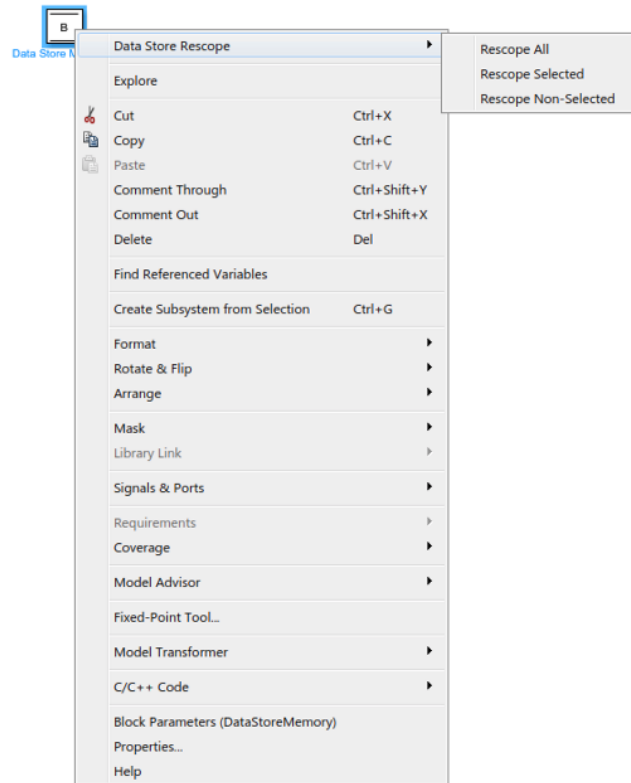 B
Data Store M
Data Store Rescope
Rescope All
Rescope Selected
Rescope Non-Selected
Explore
Cut Ctrl+X
Copy Ctrl+C
Paste Ctrl+V
Comment Through Ctrl+Shift+Y
Comment Out Ctrl+Shift+X
Delete Del
Find Referenced Variables
Create Subsystem from Selection Ctrl+G
Format
Rotate & Flip
Arrange
Mask
Library Link
Signals & Ports
Requirements
Coverage
Model Advisor
Fixed-Point Tool...
Model Transformer
C/C++ Code
Block Parameters (DataStoreMemory)
Properties...
Help